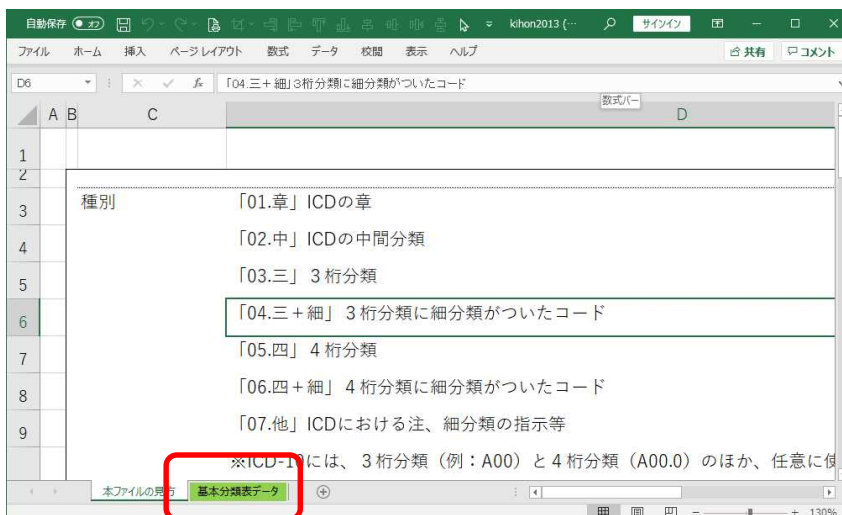 自動保存 オフ kihon2013 (… サインイン
ファイル ホーム 挿入 ページ レイアウト 数式 データ 校閲 表示 ヘルプ 共有 コメント
D6 fx 「04.三+細」3桁分類に細分類がついたコード
数式バー
A B C D
1
2
3 種別 「01.章」ICDの章
4 「02.中」ICDの中間分類
5 「03.三」３桁分類
6 「04.三＋細」３桁分類に細分類がついたコード
7 「05.四」４桁分類
8 「06.四＋細」４桁分類に細分類がついたコード
9 「07.他」ICDにおける注、細分類の指示等
※ICD-10には、３桁分類（例：A00）と４桁分類（A00.0）のほか、任意に使
本ファイルの見方 基本分類表データ
130%